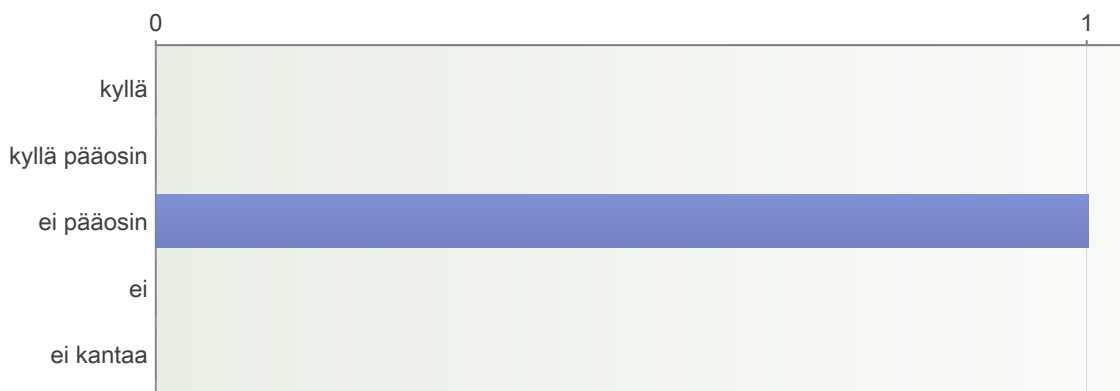 0 1
kyllä
kyllä pääosin
ei pääosin
ei
ei kantaa